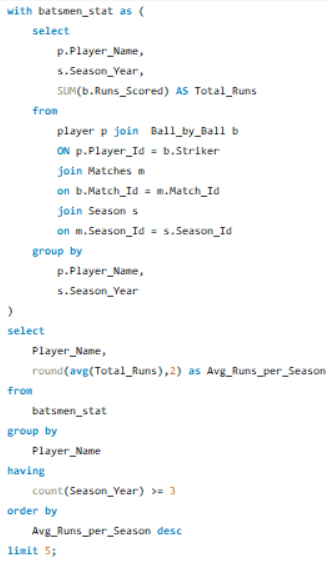 with batsmen_stat as (
select
p.Player_Name,
s.Season_Year,
SUM(b.Runs_Scored) AS Total_Runs
from
player p join  Ball_by_Ball b
ON p.Player_Id = b.Striker
join Matches m
on b.Match_Id = m.Match_Id
join Season s
on m.Season_Id = s.Season_Id
group by
p.Player_Name,
s.Season_Year
)
select
Player_Name,
round(avg(Total_Runs),2) as Avg_Runs_per_Season
from
batsmen_stat
group by
Player_Name
having
count(Season_Year) >= 3
order by
Avg_Runs_per_Season desc
limit 5;